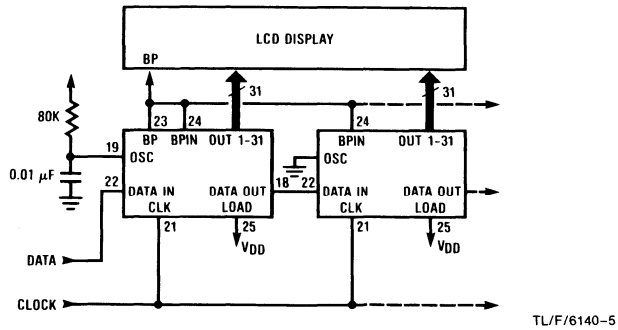 LCD DISPLAY
BP
31
31
80K
23
24
24
BP
BPIN
OUT 1-31
BPIN
OUT 1-31
19
OSC
OSC
0.01 μF
22
DATA IN
DATA OUT
18
22
DATA IN
DATA OUT
CLK
LOAD
CLK
LOAD
21
25
21
25
VDD
VDD
DATA
CLOCK
TL/F/6140-5